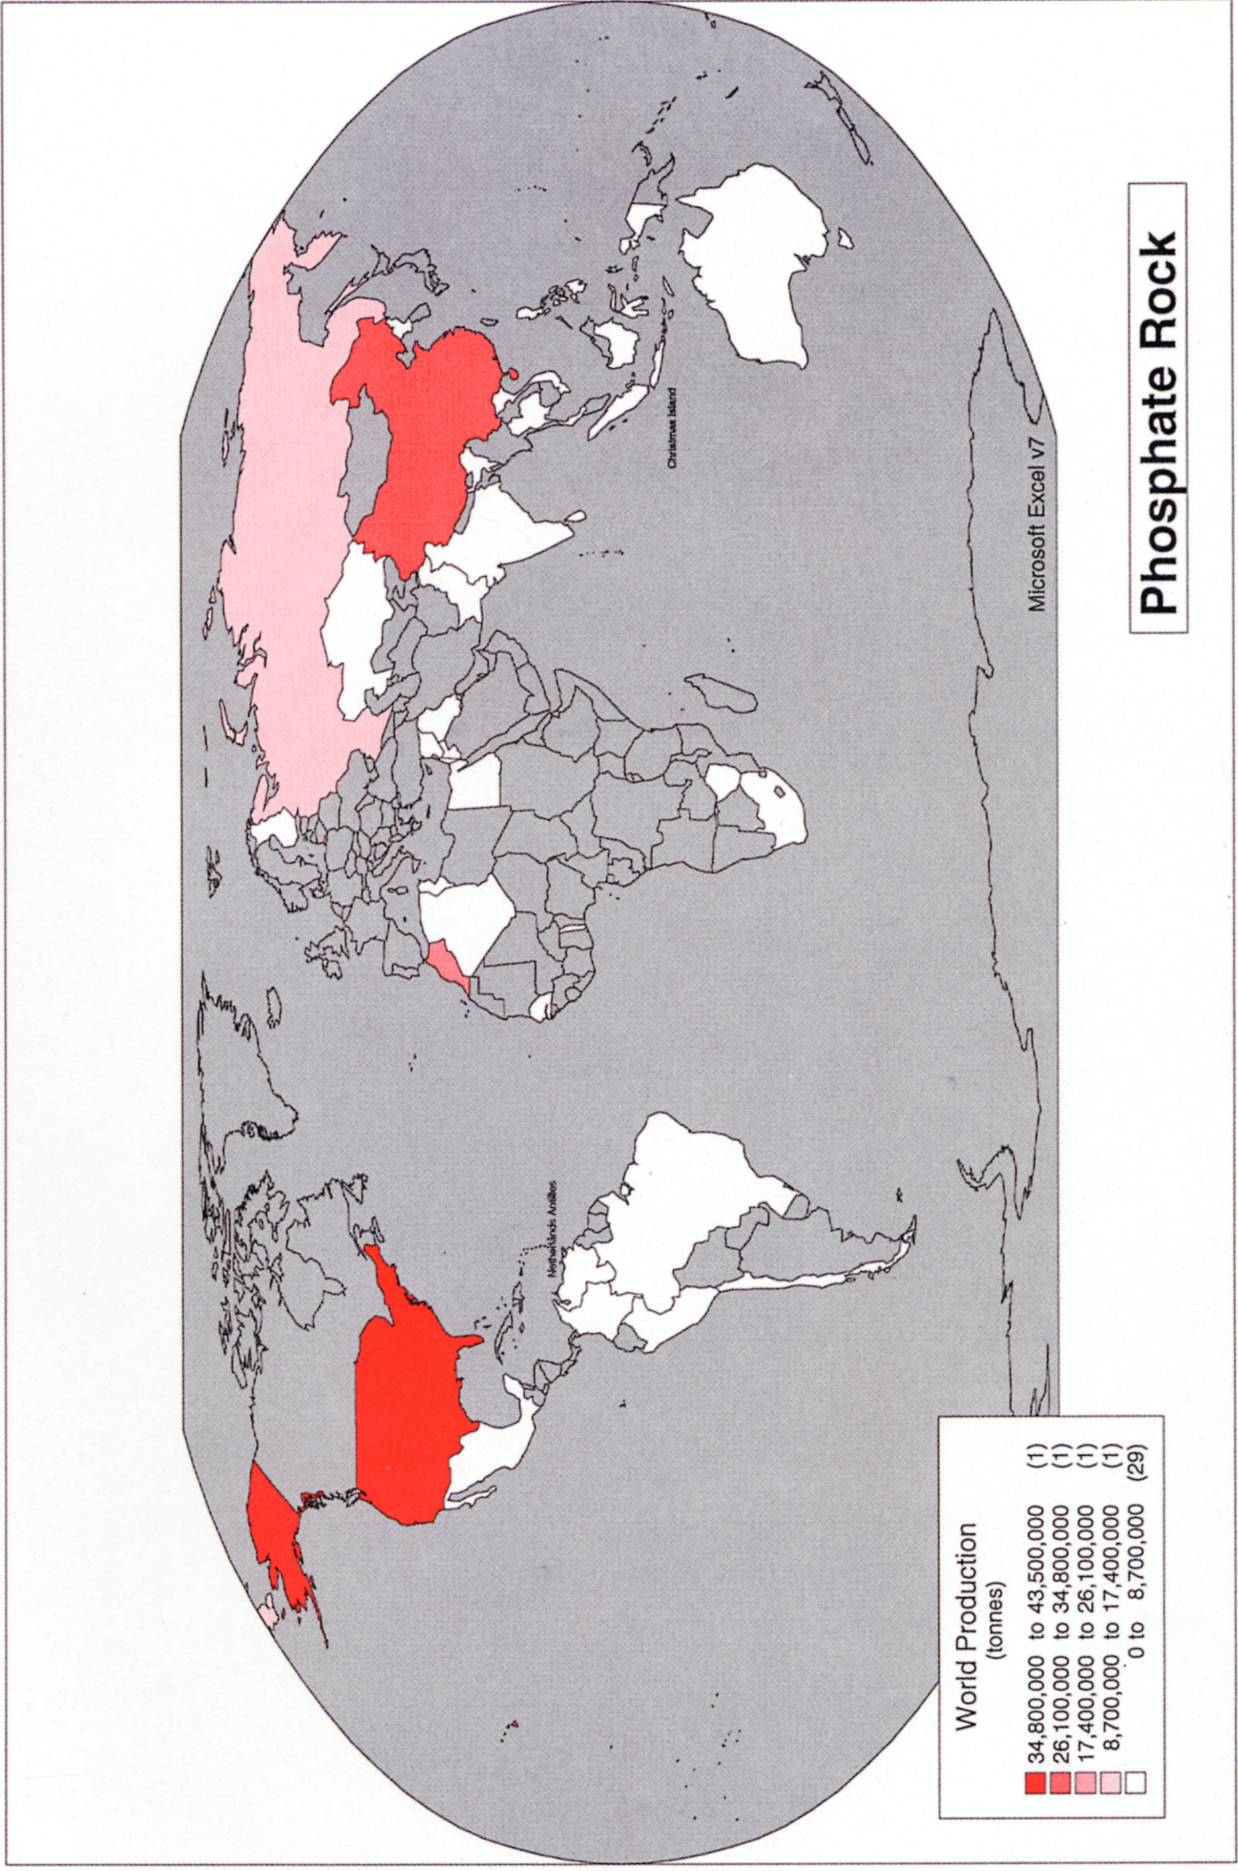 Phosphate Rock
Microsoft Excel v7
Christmas Island
Netherlands Antilles
World Production
(tonnes)
34,800,000 to 43,500,000 (1)
26,100,000 to 34,800,000 (1)
17,400,000 to 26,100,000 (1)
8,700,000 to 17,400,000 (1)
0 to 8,700,000 (29)